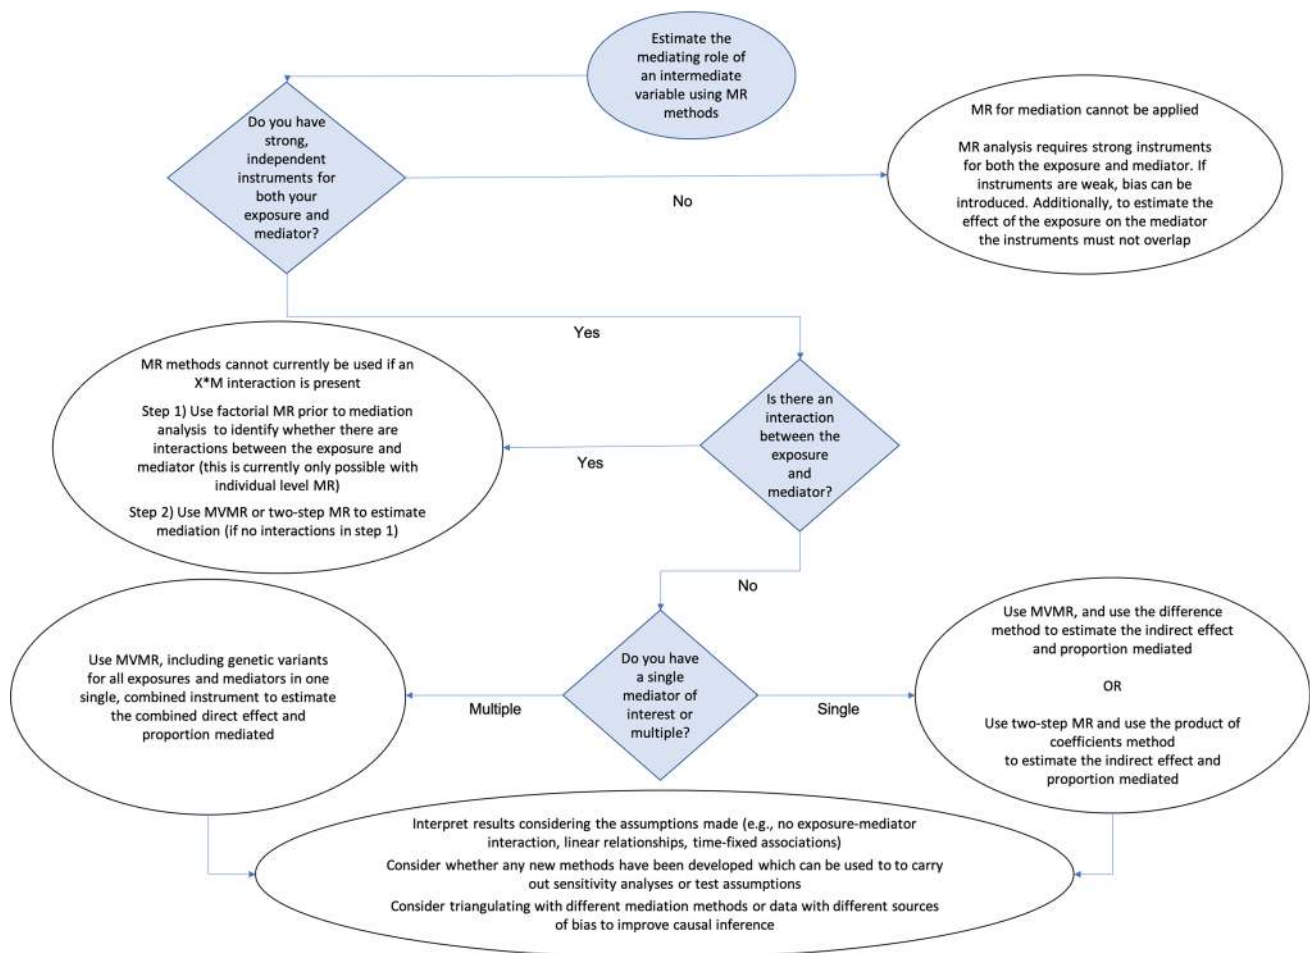 Estimate the
mediating role of
an intermediate
variable using MR
methods
Do you have
strong,
independent
instruments for
both your
exposure and
mediator?
No
MR for mediation cannot be applied
MR analysis requires strong instruments
for both the exposure and mediator. If
instruments are weak, bias can be
introduced. Additionally, to estimate the
effect of the exposure on the mediator
the instruments must not overlap
Yes
Is there an
interaction
between the
exposure
and
mediator?
Yes
MR methods cannot currently be used if an
X*M interaction is present
Step 1) Use factorial MR prior to mediation
analysis to identify whether there are
interactions between the exposure and
mediator (this is currently only possible with
individual level MR)
Step 2) Use MVMR or two-step MR to estimate
mediation (if no interactions in step 1)
No
Do you have
a single
mediator of
interest or
multiple?
Multiple
Use MVMR, including genetic variants
for all exposures and mediators in one
single, combined instrument to estimate
the combined direct effect and
proportion mediated
Single
Use MVMR, and use the difference
method to estimate the indirect effect
and proportion mediated
OR
Use two-step MR and use the product of
coefficients method
to estimate the indirect effect and
proportion mediated
Interpret results considering the assumptions made (e.g., no exposure-mediator
interaction, linear relationships, time-fixed associations)
Consider whether any new methods have been developed which can be used to to carry
out sensitivity analyses or test assumptions
Consider triangulating with different mediation methods or data with different sources
of bias to improve causal inference